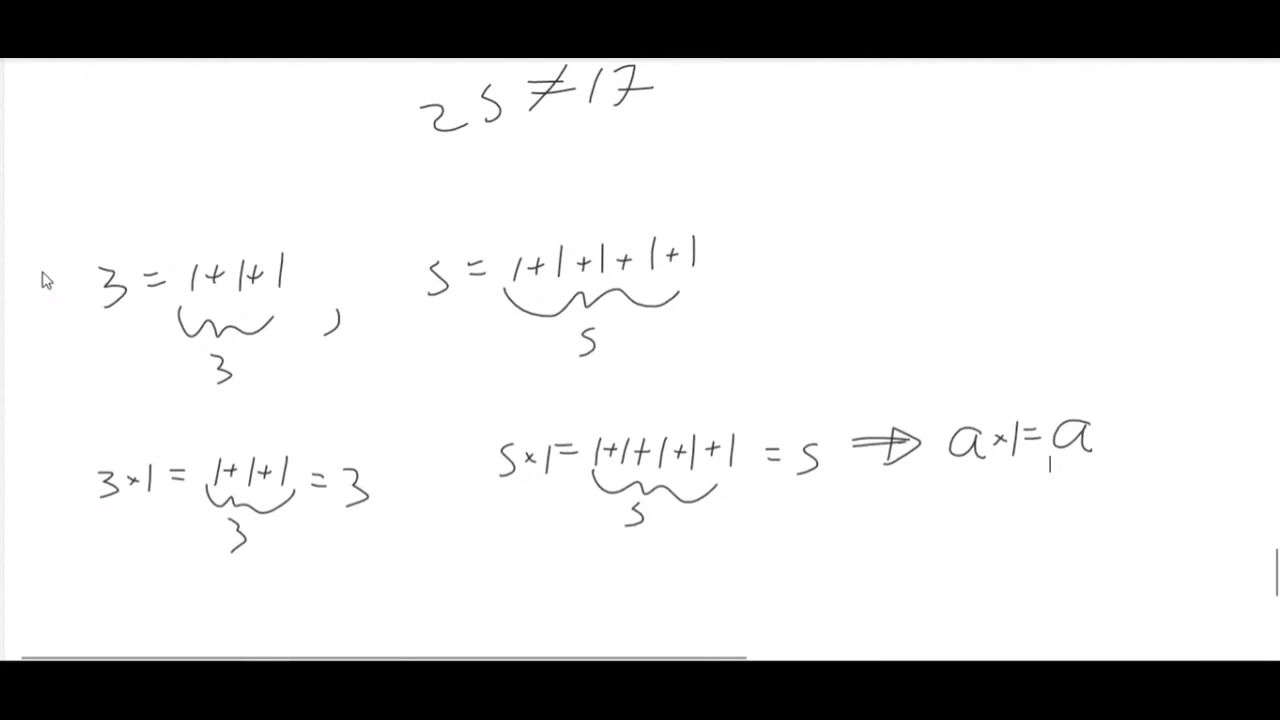 25 ≠ 17
3 = 1+1+1 , 5 = 1+1+1+1+1
3 5
3×1 = 1+1+1 = 3 5×1= 1+1+1+1+1 = 5 ⇒ a×1= a
3 5